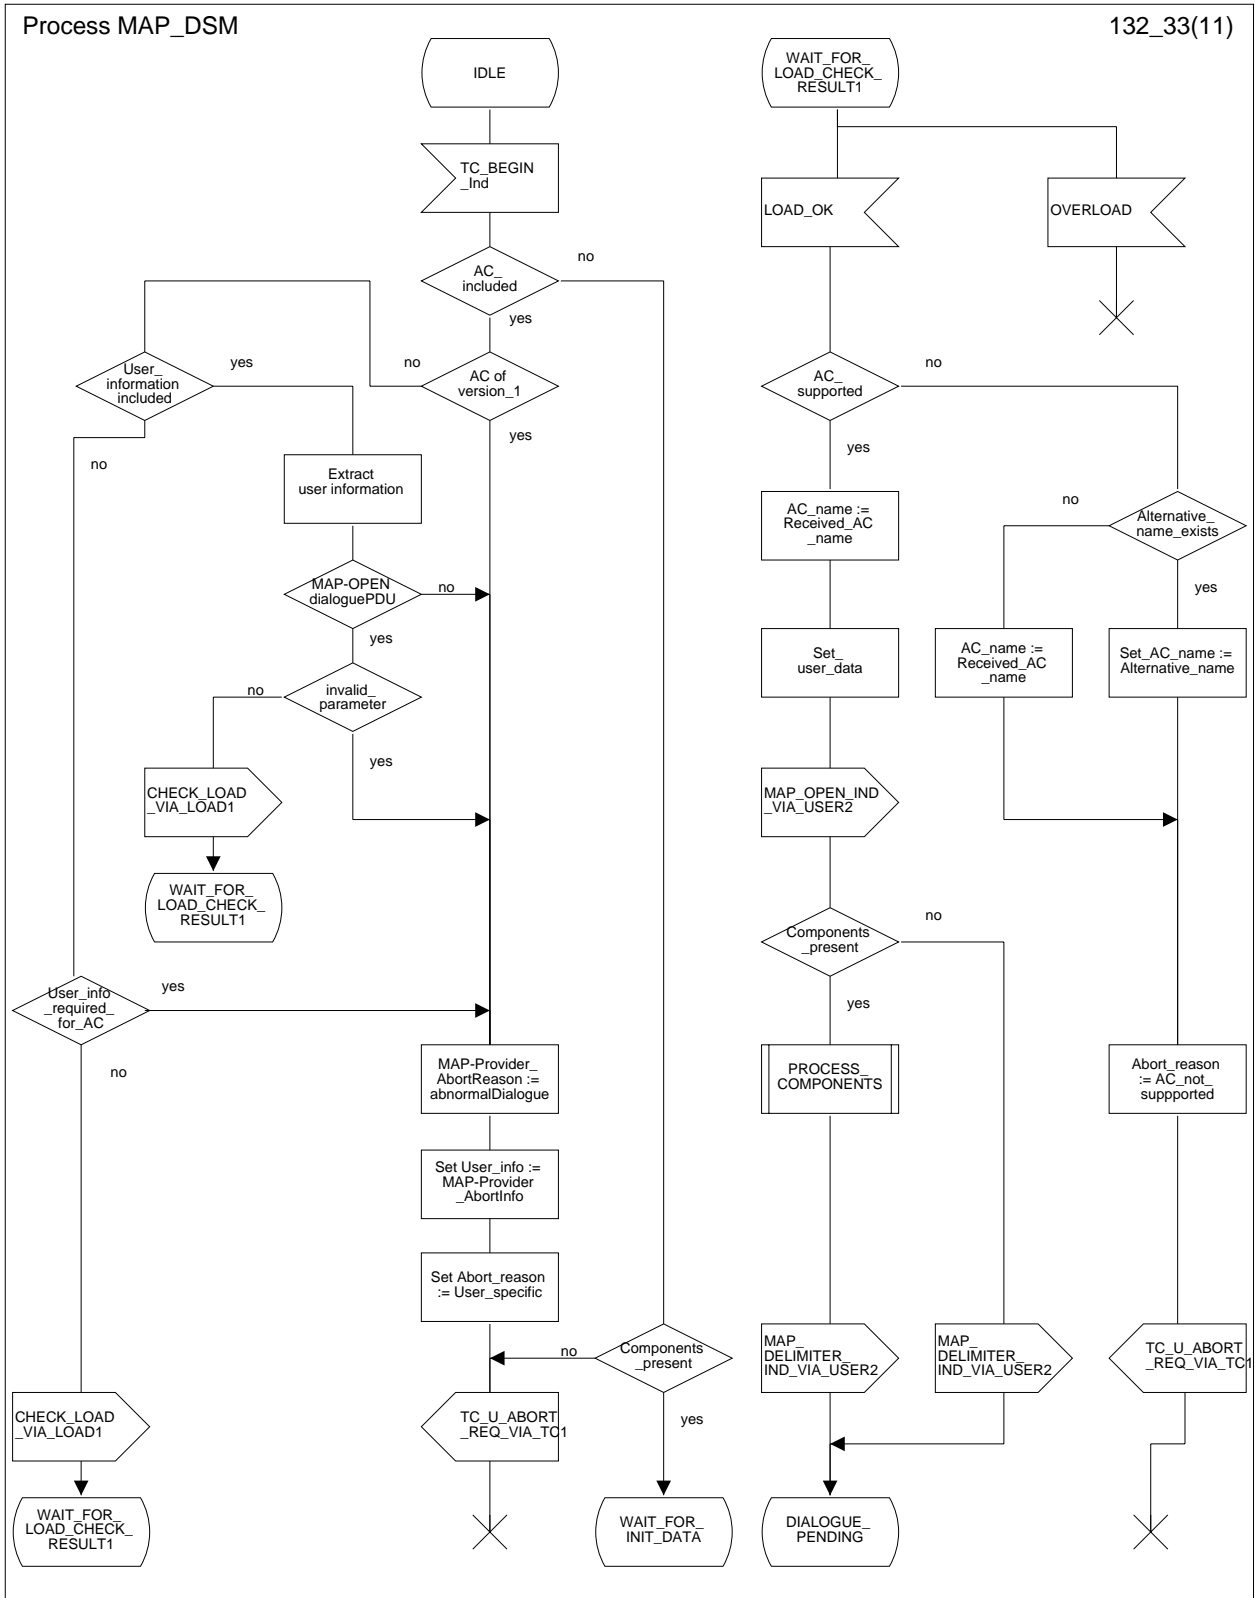 Process MAP_DSM
132_33(11)
IDLE
TC_BEGIN
_Ind
AC_
included
no
yes
AC of
version_1
no
yes
User_
information
included
yes
no
Extract
user information
MAP-OPEN
dialoguePDU
no
yes
invalid_
parameter
no
yes
CHECK_LOAD
_VIA_LOAD1
WAIT_FOR_
LOAD_CHECK_
RESULT1
User_info
_required_
for_AC
yes
no
MAP-Provider_
AbortReason :=
abnormalDialogue
Set User_info :=
MAP-Provider
_AbortInfo
Set Abort_reason
:= User_specific
Components
_present
no
yes
CHECK_LOAD
_VIA_LOAD1
TC_U_ABORT
_REQ_VIA_TC1
WAIT_FOR_
LOAD_CHECK_
RESULT1
WAIT_FOR_
INIT_DATA
WAIT_FOR_
LOAD_CHECK_
RESULT1
LOAD_OK
OVERLOAD
AC_
supported
no
yes
AC_name :=
Received_AC
_name
Alternative_
name_exists
no
yes
Set_
user_data
AC_name :=
Received_AC
_name
Set_AC_name :=
Alternative_name
MAP_OPEN_IND
_VIA_USER2
Components
_present
no
yes
PROCESS_
COMPONENTS
Abort_reason
:= AC_not_
suppported
MAP_
DELIMITER_
IND_VIA_USER2
MAP_
DELIMITER_
IND_VIA_USER2
TC_U_ABORT
_REQ_VIA_TC1
DIALOGUE_
PENDING